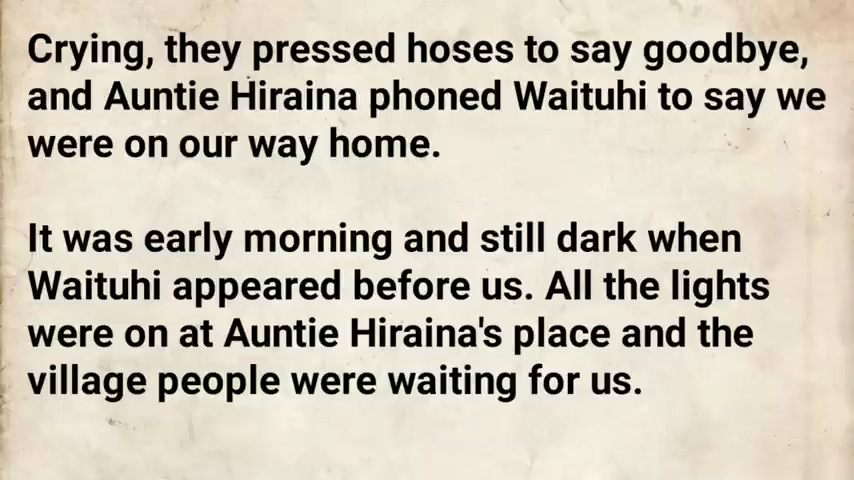 Crying, they pressed hoses to say goodbye,
and Auntie Hiraina phoned Waituhi to say we
were on our way home.
It was early morning and still dark when
Waituhi appeared before us. All the lights
were on at Auntie Hiraina's place and the
village people were waiting for us.